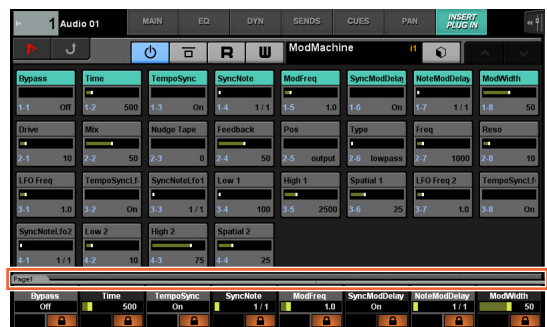 1 Audio 01 MAIN EQ DYN SENDS CUES PAN INSERT PLUG IN
R W ModMachine i1
Bypass Time TempoSync SyncNote ModFreq SyncModDelay NoteModDelay ModWidth
1-1 Off 1-2 500 1-3 On 1-4 1/1 1-5 1.0 1-6 On 1-7 1/1 1-8 50
Drive Mix Nudge Tape Feedback Pos Type Freq Reso
2-1 10 2-2 50 2-3 0 2-4 50 2-5 output 2-6 lowpass 2-7 1000 2-8 10
LFO Freq TempoSyncLf- SyncNoteLfo1 Low 1 High 1 Spatial 1 LFO Freq 2 TempoSyncLf-
3-1 1.0 3-2 On 3-3 1/1 3-4 100 3-5 2500 3-6 25 3-7 1.0 3-8 On
SyncNoteLfo2 Low 2 High 2 Spatial 2
4-1 1/1 4-2 10 4-3 75 4-4 25
Page1
Bypass Time TempoSync SyncNote ModFreq SyncModDelay NoteModDelay ModWidth
Off 500 On 1/1 1.0 On 1/1 50